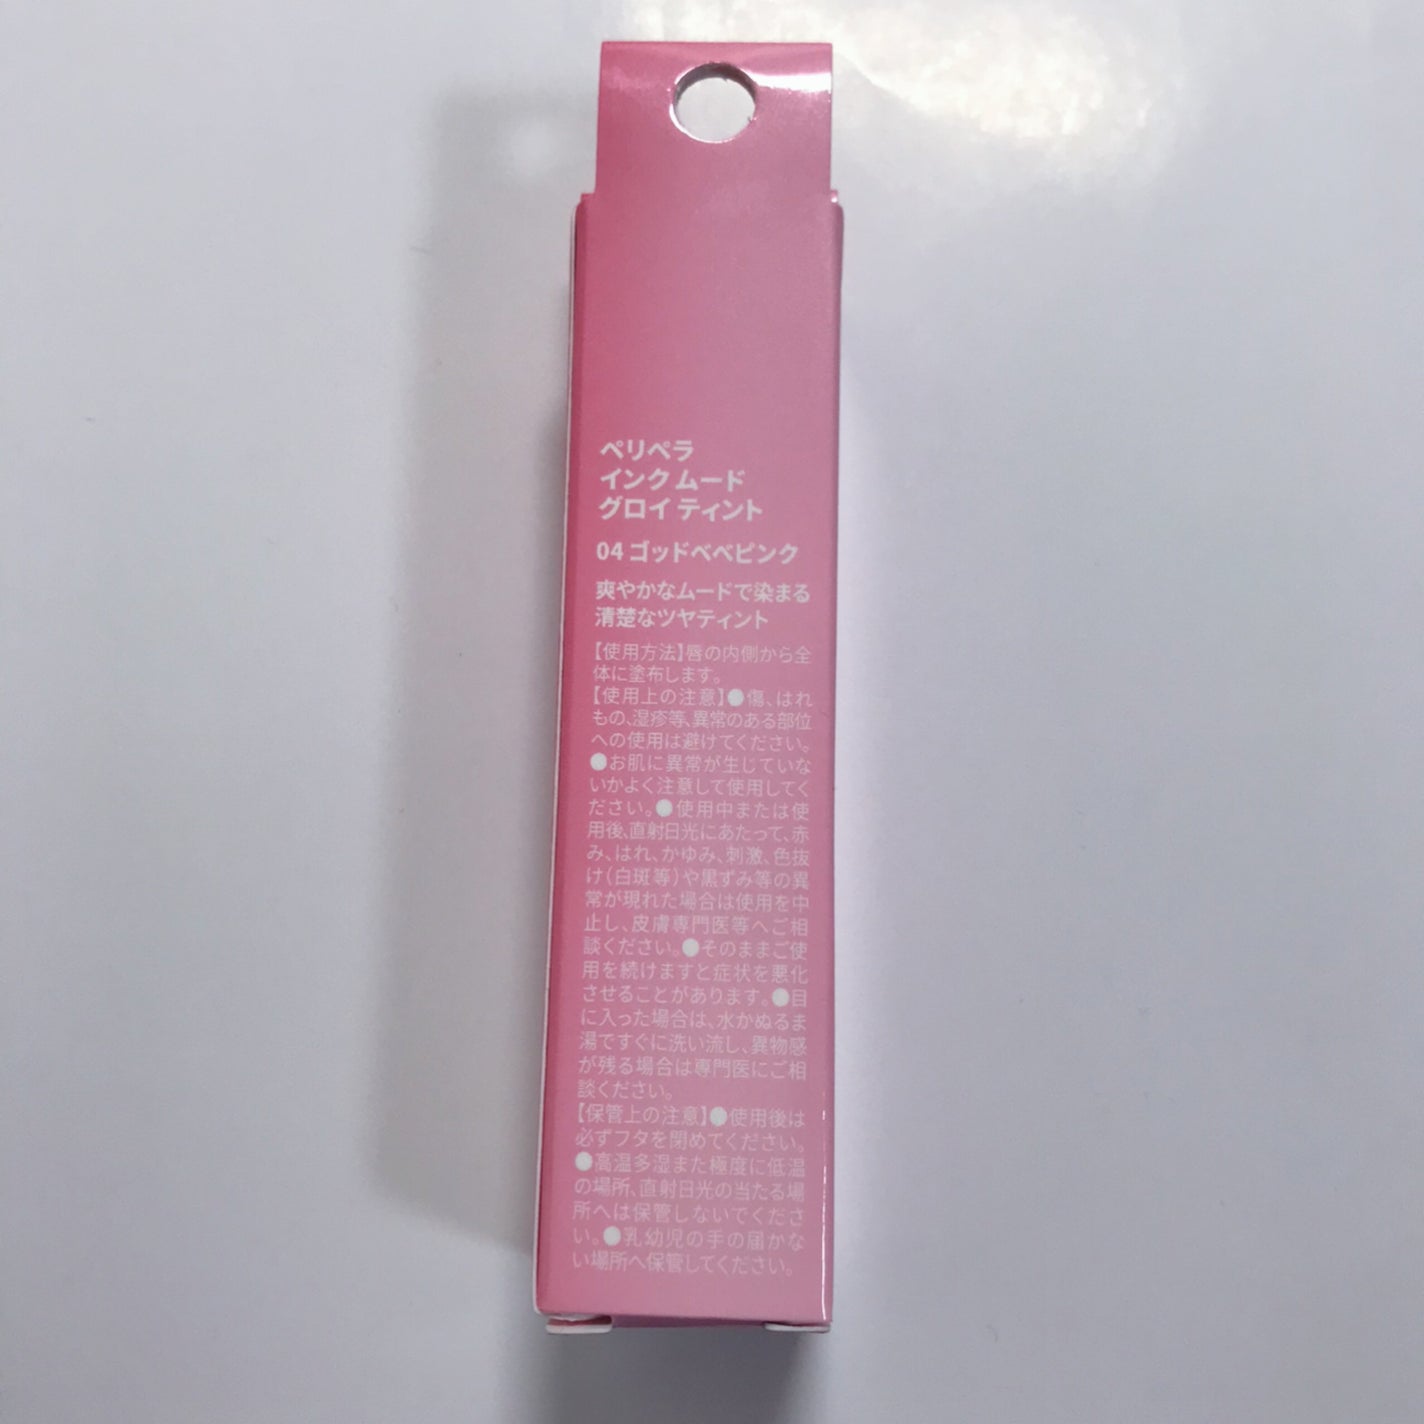 ペリペラ
インク ムード
グロイ ティント
04 ゴッドベベピンク
爽やかなムードで染まる
清楚なツヤティント
【使用方法】唇の内側から全
体に塗布します。
【使用上の注意】●傷、はれ
もの、湿疹等、異常のある部位
への使用は避けてください。
●お肌に異常が生じていな
いかよく注意して使用してく
ださい。●使用中または使
用後、直射日光にあたって、赤
み、はれ、かゆみ、刺激、色抜
け（白斑等）や黒ずみ等の異
常が現れた場合は使用を中
止し、皮膚専門医等へご相
談ください。●そのままご使
用を続けますと症状を悪化
させることがあります。●目
に入った場合は、水かぬるま
湯ですぐに洗い流し、異物感
が残る場合は専門医にご相
談ください。
【保管上の注意】●使用後は
必ずフタを閉めてください。
●高温多湿また極度に低温
の場所、直射日光の当たる場
所へは保管しないでくださ
い。●乳幼児の手の届かな
い場所へ保管してください。